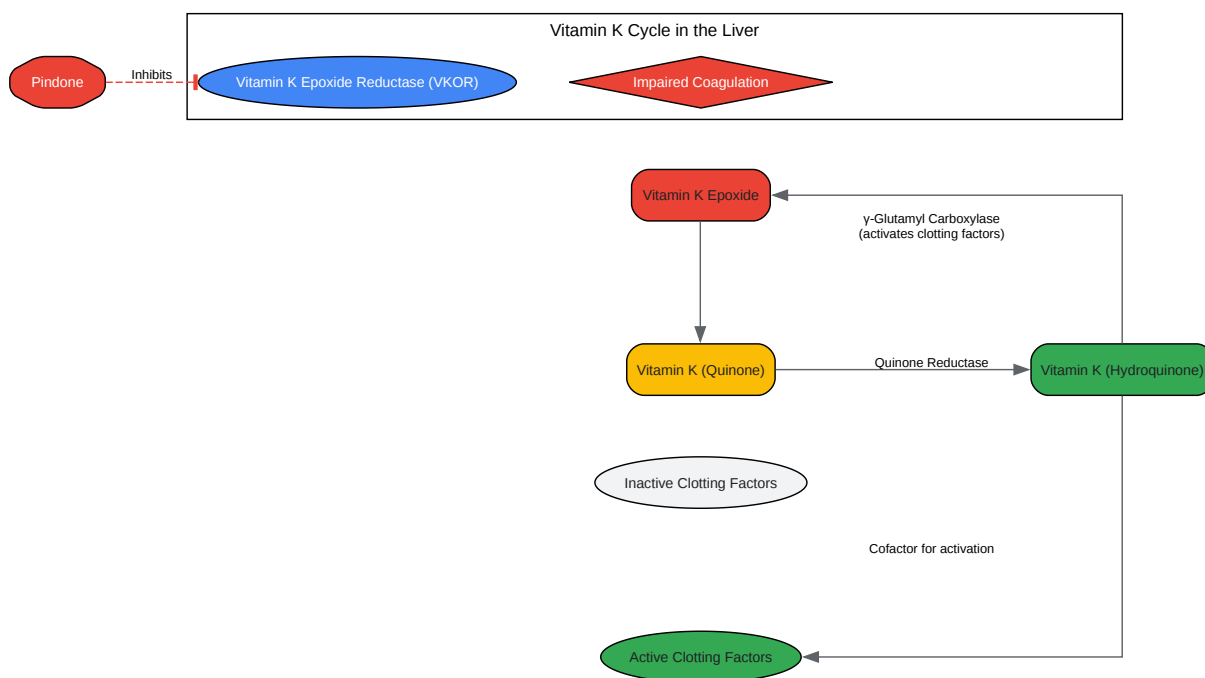 Vitamin K Cycle in the Liver
Pindone
Inhibits
Vitamin K Epoxide Reductase (VKOR)
Impaired Coagulation
Vitamin K Epoxide
γ-Glutamyl Carboxylase
(activates clotting factors)
Vitamin K (Quinone)
Quinone Reductase
Vitamin K (Hydroquinone)
Inactive Clotting Factors
Cofactor for activation
Active Clotting Factors